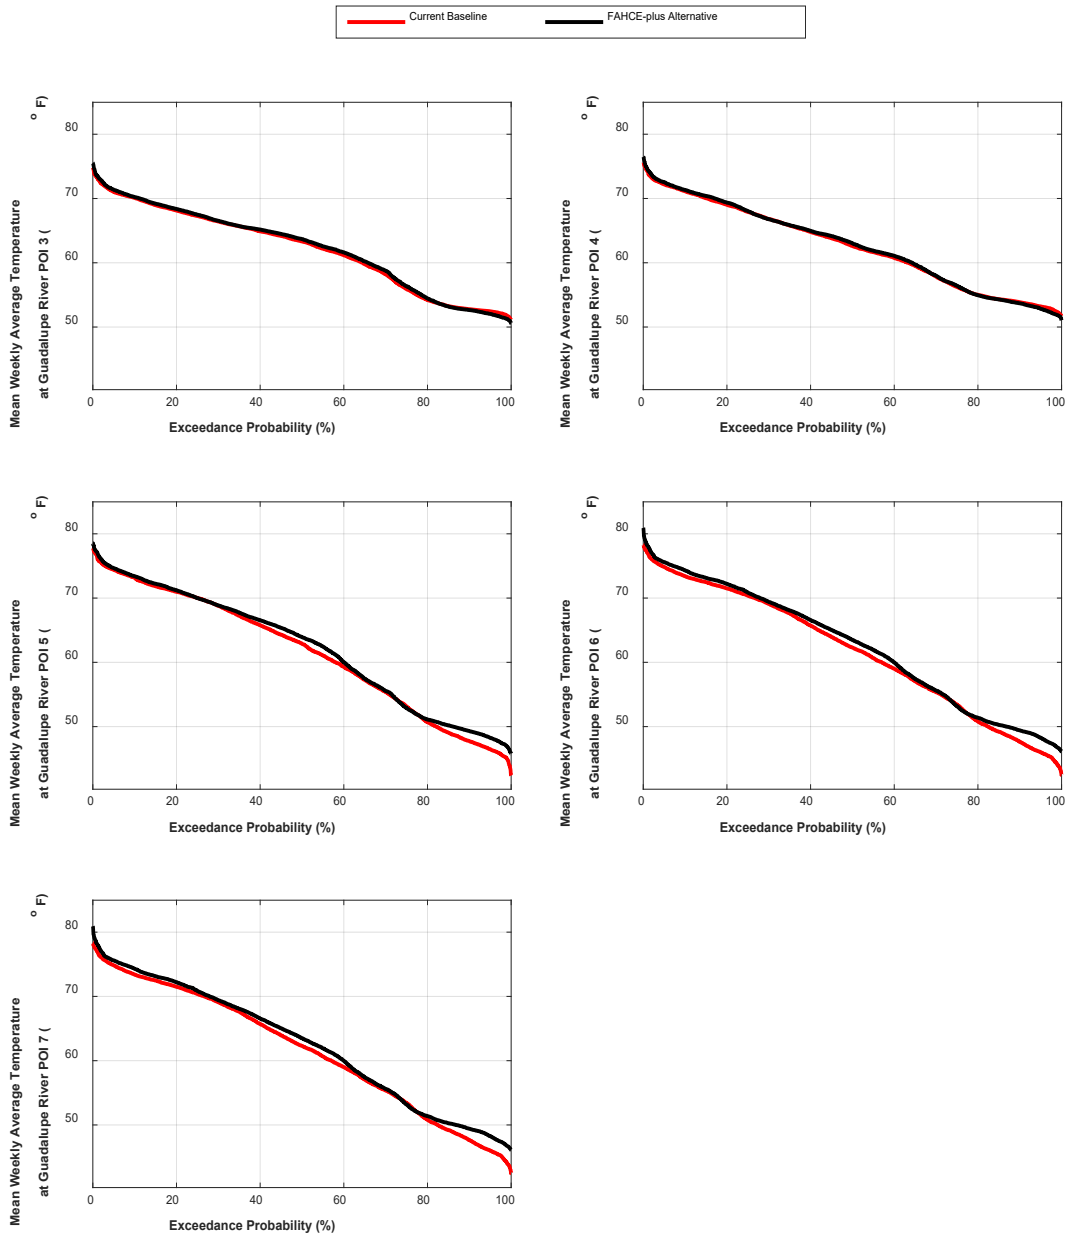 Current Baseline
FAHCE-plus Alternative
Mean Weekly Average Temperature
at Guadalupe River POI 3 (
o F)
80
70
60
50
0 20 40 60 80 100
Exceedance Probability (%)
Mean Weekly Average Temperature
at Guadalupe River POI 4 (
o F)
80
70
60
50
0 20 40 60 80 100
Exceedance Probability (%)
Mean Weekly Average Temperature
at Guadalupe River POI 5 (
o F)
80
70
60
50
0 20 40 60 80 100
Exceedance Probability (%)
Mean Weekly Average Temperature
at Guadalupe River POI 6 (
o F)
80
70
60
50
0 20 40 60 80 100
Exceedance Probability (%)
Mean Weekly Average Temperature
at Guadalupe River POI 7 (
o F)
80
70
60
50
0 20 40 60 80 100
Exceedance Probability (%)